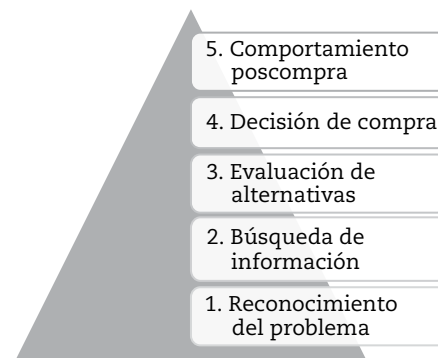 5. Comportamiento
poscompra
4. Decisión de compra
3. Evaluación de
alternativas
2. Búsqueda de
información
1. Reconocimiento
del problema